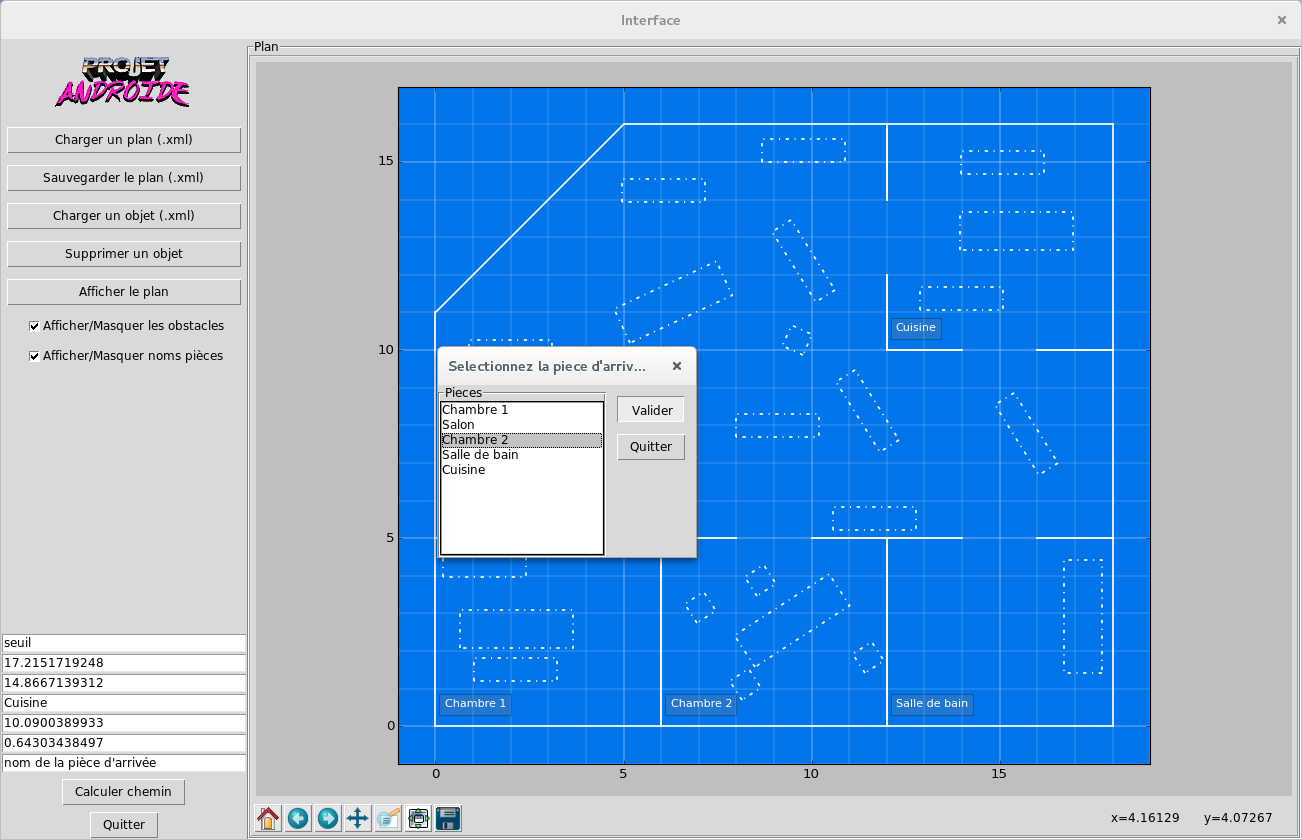 Interface
PROJET
ANDROIDE
Charger un plan (.xml)
Sauvegarder le plan (.xml)
Charger un objet (.xml)
Supprimer un objet
Afficher le plan
Afficher/Masquer les obstacles
Afficher/Masquer noms pièces
seuil
17.2151719248
14.8667139312
Cuisine
10.0900389933
0.64303438497
nom de la pièce d'arrivée
Calculer chemin
Quitter
Plan
15
10
5
0
0 5 10 15
Cuisine
Chambre 1
Chambre 2
Salle de bain
Selectionnez la piece d'arriv...
Pieces
Chambre 1
Salon
Chambre 2
Salle de bain
Cuisine
Valider
Quitter
x=4.16129 y=4.07267